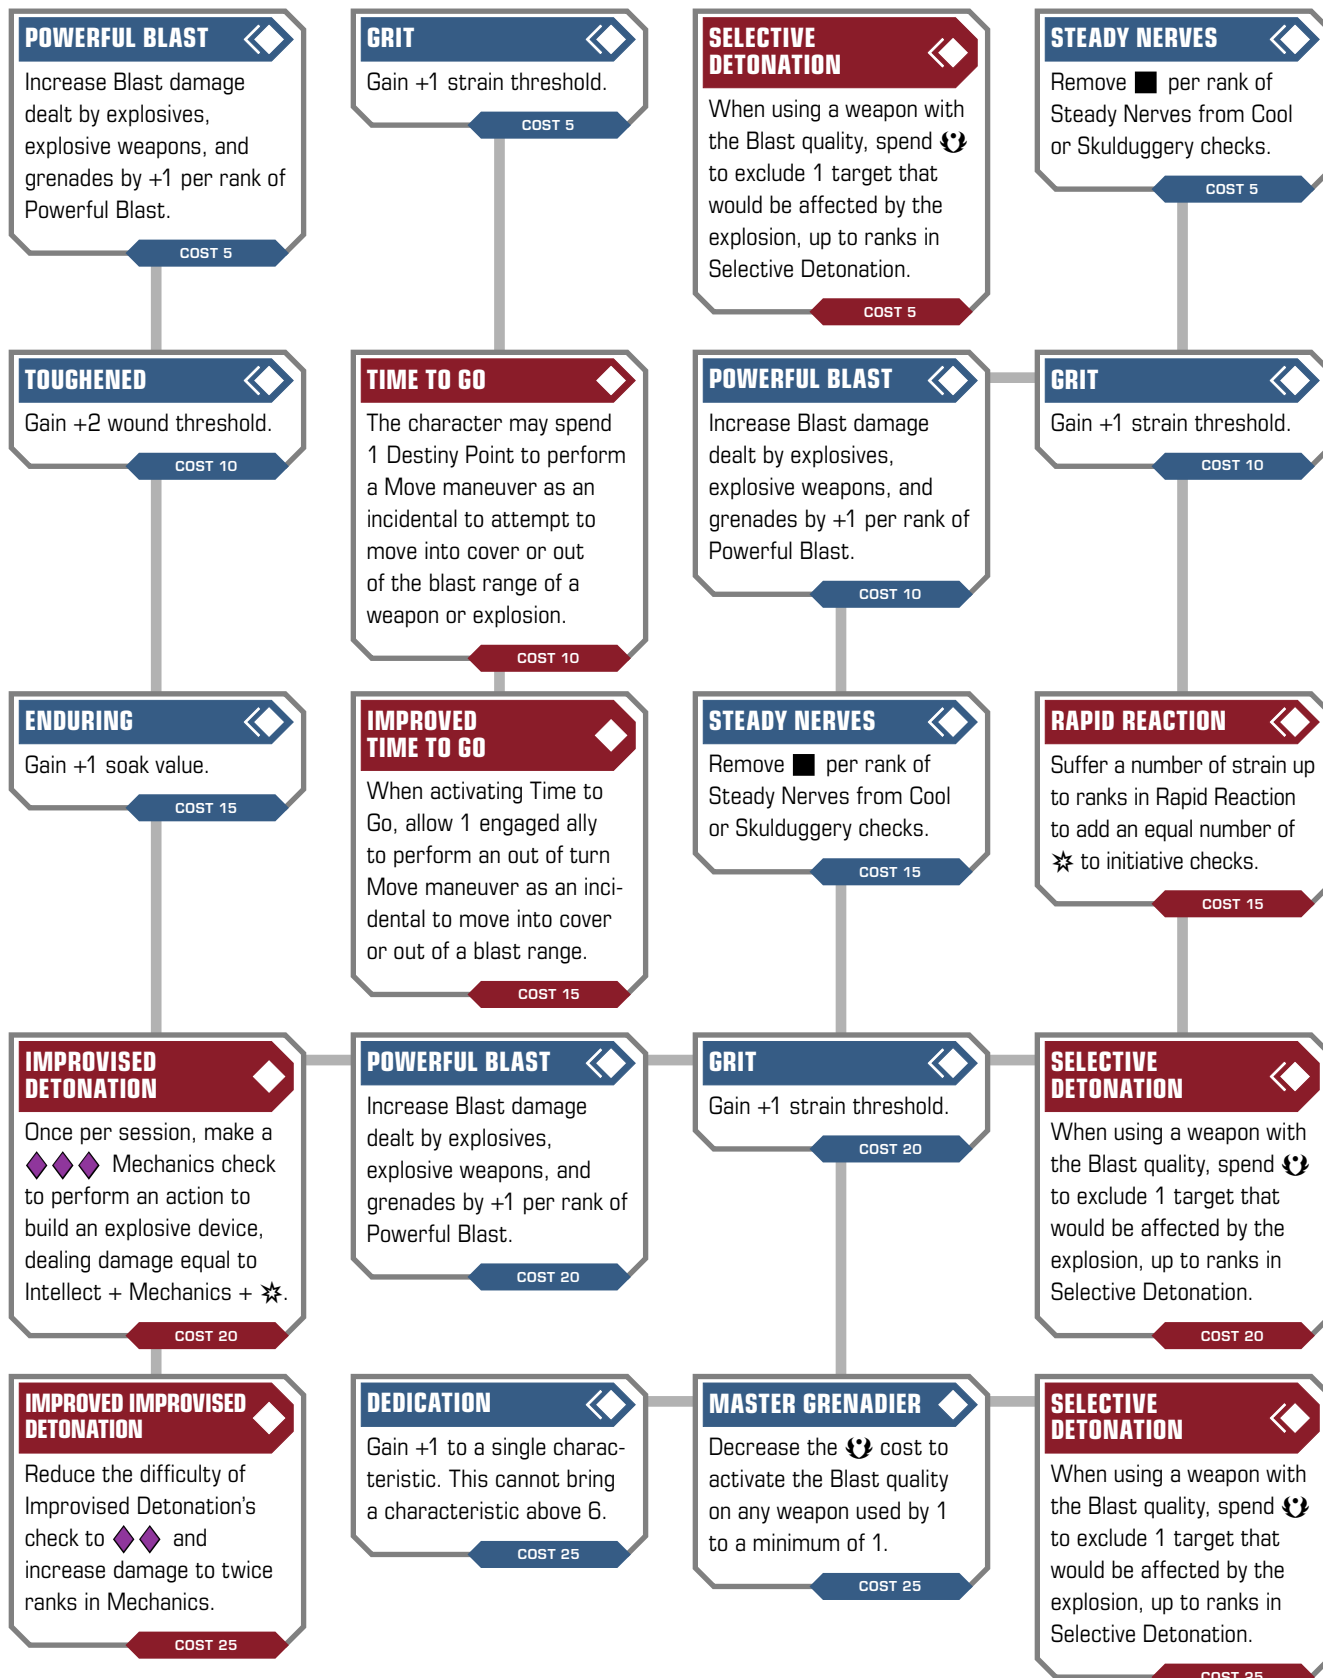 POWERFUL BLAST
Increase Blast damage
dealt by explosives,
explosive weapons, and
grenades by +1 per rank of
Powerful Blast.
COST 5
GRIT
Gain +1 strain threshold.
COST 5
SELECTIVE
DETONATION
When using a weapon with
the Blast quality, spend
to exclude 1 target that
would be affected by the
explosion, up to ranks in
Selective Detonation.
COST 5
STEADY NERVES
Remove per rank of
Steady Nerves from Cool
or Skulduggery checks.
COST 5
TOUGHENED
Gain +2 wound threshold.
COST 10
TIME TO GO
The character may spend
1 Destiny Point to perform
a Move maneuver as an
incidental to attempt to
move into cover or out
of the blast range of a
weapon or explosion.
COST 10
POWERFUL BLAST
Increase Blast damage
dealt by explosives,
explosive weapons, and
grenades by +1 per rank of
Powerful Blast.
COST 10
GRIT
Gain +1 strain threshold.
COST 10
ENDURING
Gain +1 soak value.
COST 15
IMPROVED
TIME TO GO
When activating Time to
Go, allow 1 engaged ally
to perform an out of turn
Move maneuver as an inci-
dental to move into cover
or out of a blast range.
COST 15
STEADY NERVES
Remove per rank of
Steady Nerves from Cool
or Skulduggery checks.
COST 15
RAPID REACTION
Suffer a number of strain up
to ranks in Rapid Reaction
to add an equal number of
to initiative checks.
COST 15
IMPROVISED
DETONATION
Once per session, make a
Mechanics check
to perform an action to
build an explosive device,
dealing damage equal to
Intellect + Mechanics + .
COST 20
POWERFUL BLAST
Increase Blast damage
dealt by explosives,
explosive weapons, and
grenades by +1 per rank of
Powerful Blast.
COST 20
GRIT
Gain +1 strain threshold.
COST 20
SELECTIVE
DETONATION
When using a weapon with
the Blast quality, spend
to exclude 1 target that
would be affected by the
explosion, up to ranks in
Selective Detonation.
COST 20
IMPROVED IMPROVISED
DETONATION
Reduce the difficulty of
Improvised Detonation's
check to and
increase damage to twice
ranks in Mechanics.
COST 25
DEDICATION
Gain +1 to a single charac-
teristic. This cannot bring
a characteristic above 6.
COST 25
MASTER GRENADIER
Decrease the cost to
activate the Blast quality
on any weapon used by 1
to a minimum of 1.
COST 25
SELECTIVE
DETONATION
When using a weapon with
the Blast quality, spend
to exclude 1 target that
would be affected by the
explosion, up to ranks in
Selective Detonation.
COST 25